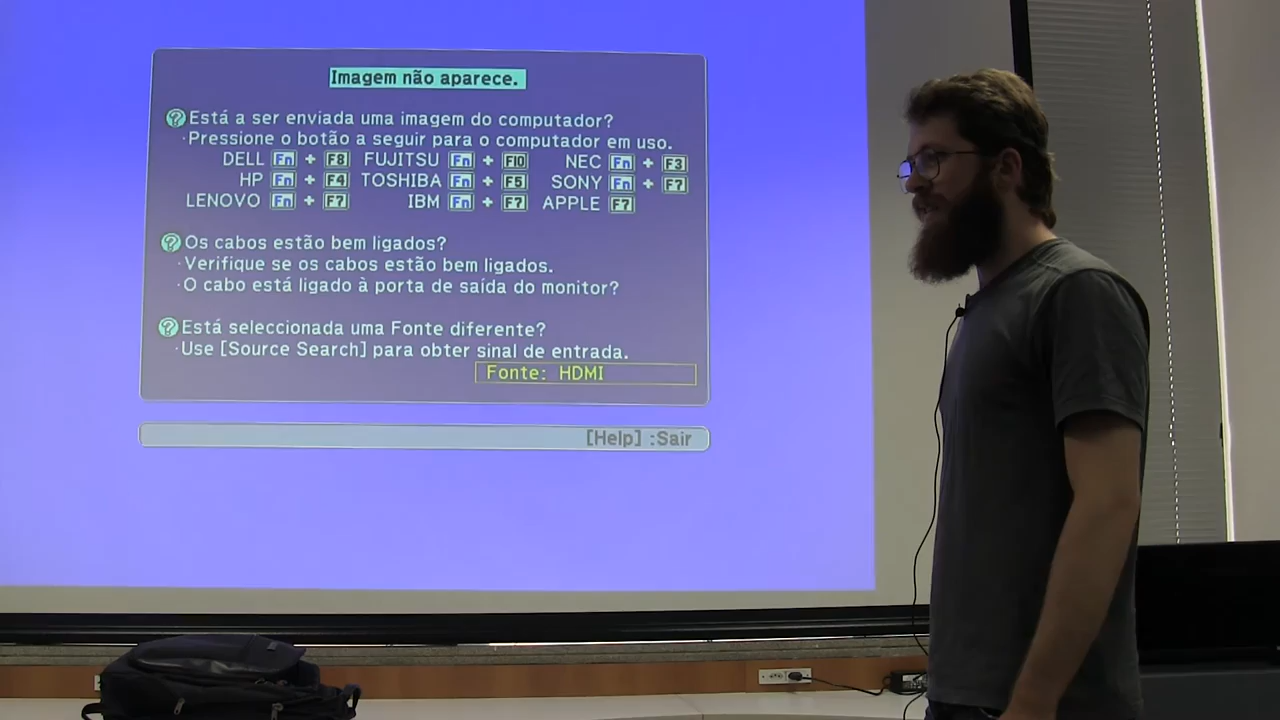 Imagem não aparece.
Está a ser enviada uma imagem do computador?
·Pressione o botão a seguir para o computador em uso.
DELL Fn + F8 FUJITSU Fn + F10 NEC Fn + F3
HP Fn + F4 TOSHIBA Fn + F5 SONY Fn + F7
LENOVO Fn + F7 IBM Fn + F7 APPLE F7
Os cabos estão bem ligados?
·Verifique se os cabos estão bem ligados.
·O cabo está ligado à porta de saída do monitor?
Está seleccionada uma Fonte diferente?
·Use [Source Search] para obter sinal de entrada.
Fonte: HDMI
[Help] :Sair